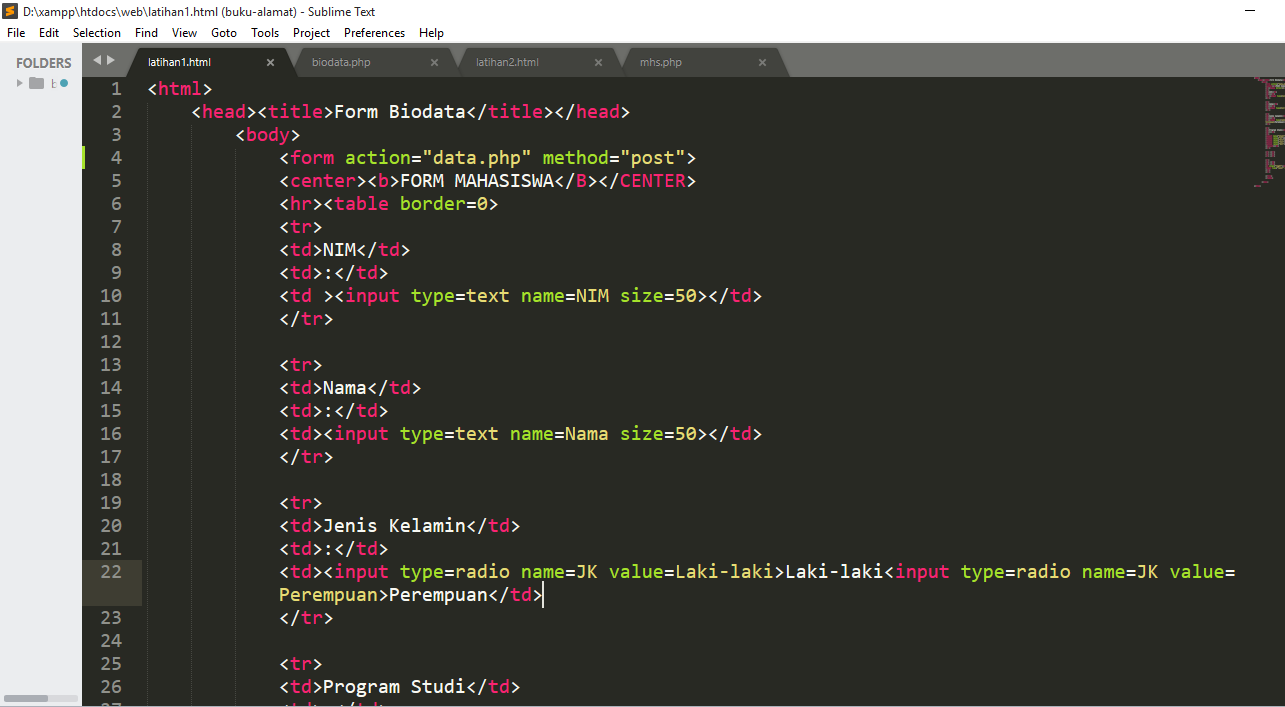 D:\xampp\htdocs\web\latihan1.html (buku-alamat) - Sublime Text
File Edit Selection Find View Goto Tools Project Preferences Help
FOLDERS
latihan1.html × biodata.php × latihan2.html × mhs.php ×
1 <html>
2 <head><title>Form Biodata</title></head>
3 <body>
4 <form action="data.php" method="post">
5 <center><b>FORM MAHASISWA</B></CENTER>
6 <hr><table border=0>
7 <tr>
8 <td>NIM</td>
9 <td>:</td>
10 <td ><input type=text name=NIM size=50></td>
11 </tr>
12
13 <tr>
14 <td>Nama</td>
15 <td>:</td>
16 <td><input type=text name=Nama size=50></td>
17 </tr>
18
19 <tr>
20 <td>Jenis Kelamin</td>
21 <td>:</td>
22 <td><input type=radio name=JK value=Laki-laki>Laki-laki<input type=radio name=JK value=
Perempuan>Perempuan</td>
23 </tr>
24
25 <tr>
26 <td>Program Studi</td>